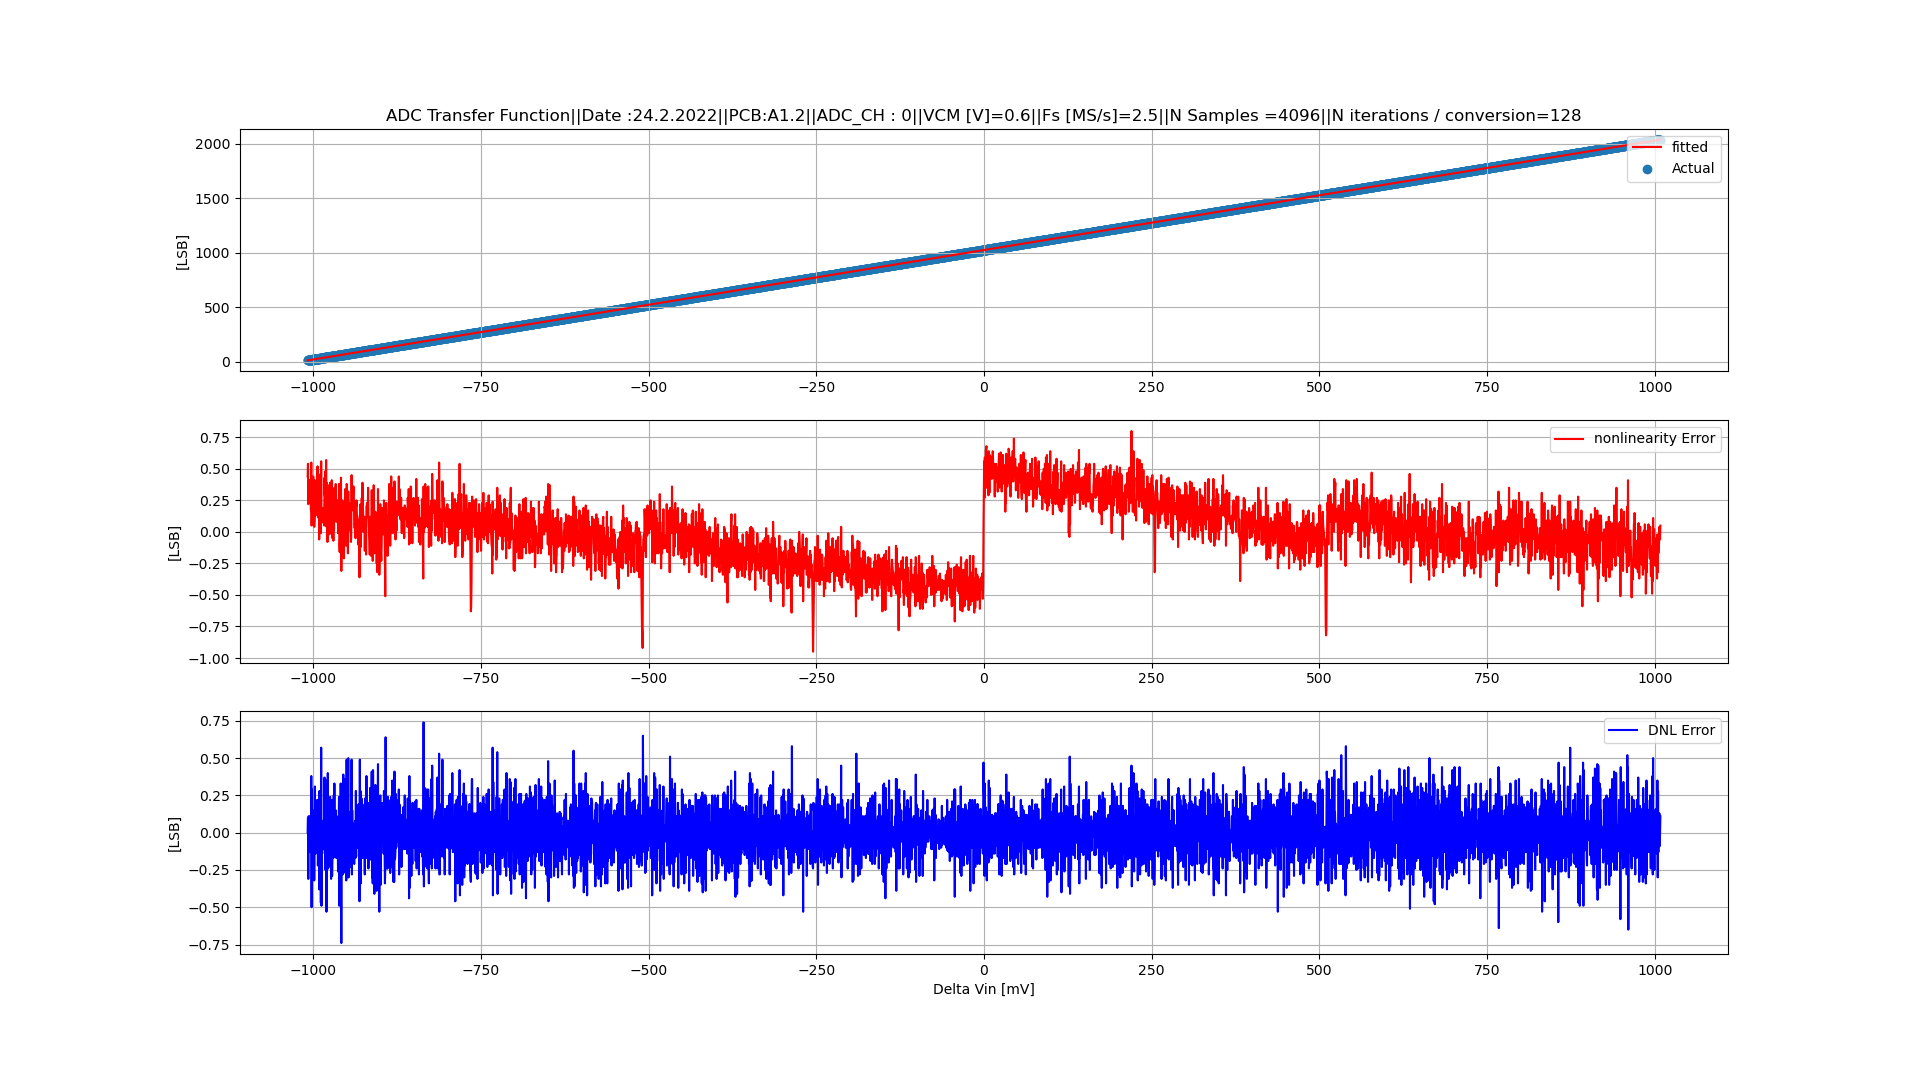 ADC Transfer Function||Date :24.2.2022||PCB:A1.2||ADC_CH : 0||VCM [V]=0.6||Fs [MS/s]=2.5||N Samples =4096||N iterations / conversion=128
2000
1500
1000
500
0
[LSB]
fitted
Actual
−1000 −750 −500 −250 0 250 500 750 1000
0.75
0.50
0.25
0.00
−0.25
−0.50
−0.75
−1.00
[LSB]
nonlinearity Error
−1000 −750 −500 −250 0 250 500 750 1000
0.75
0.50
0.25
0.00
−0.25
−0.50
−0.75
[LSB]
DNL Error
−1000 −750 −500 −250 0 250 500 750 1000
Delta Vin [mV]